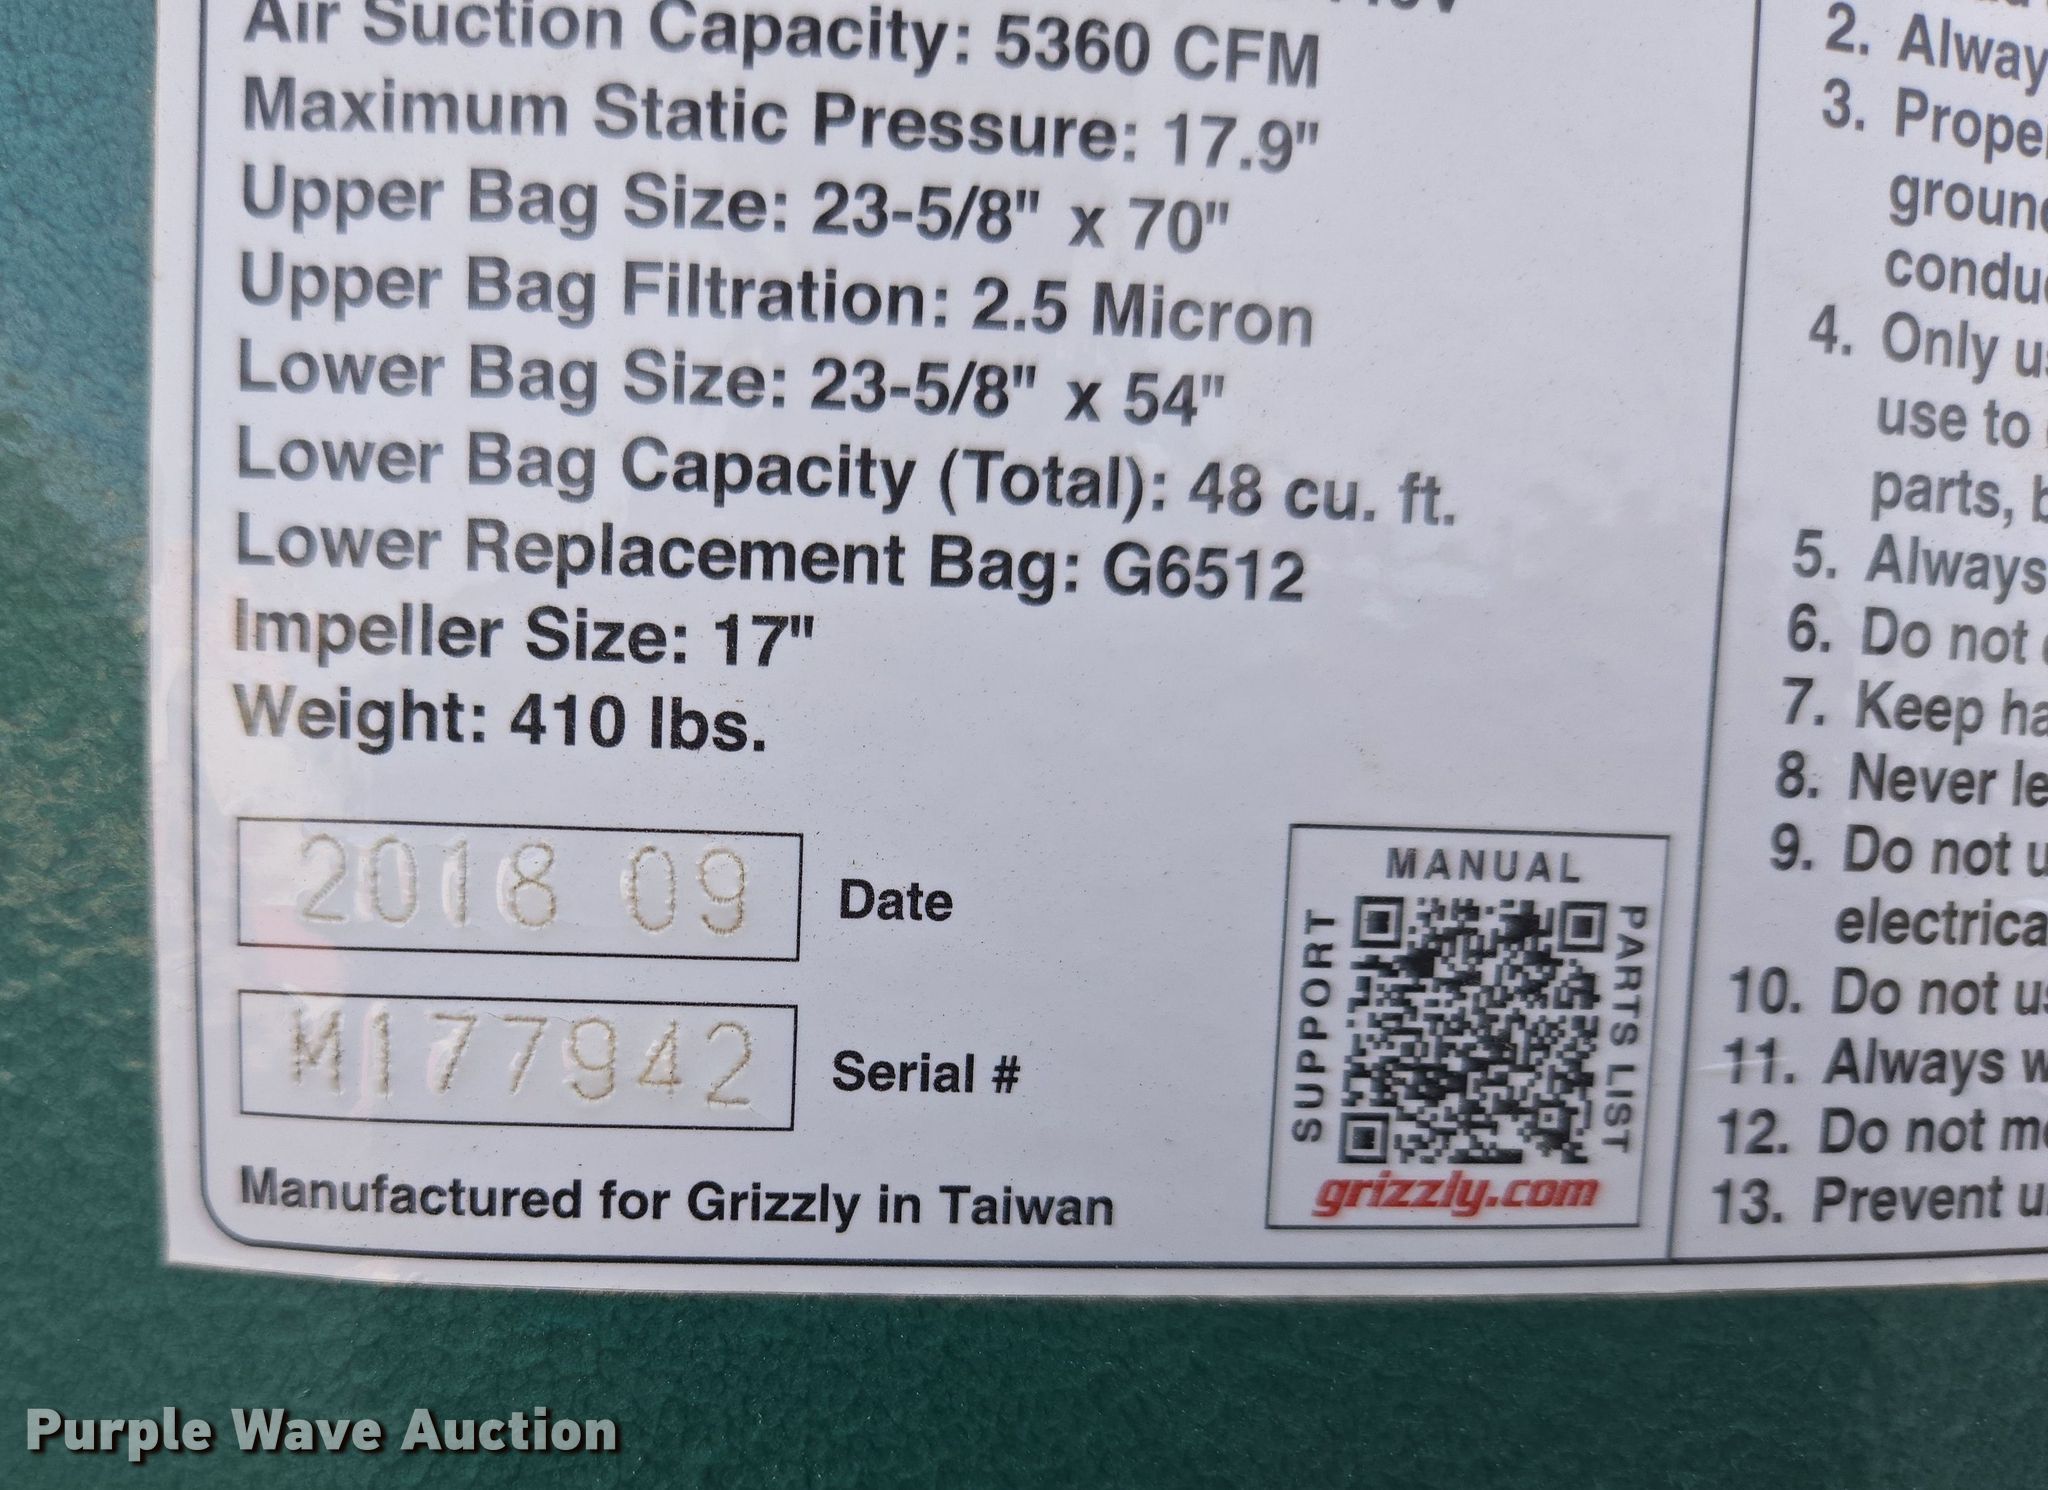 Air Suction Capacity: 5360 CFM
Maximum Static Pressure: 17.9"
Upper Bag Size: 23-5/8" x 70"
Upper Bag Filtration: 2.5 Micron
Lower Bag Size: 23-5/8" x 54"
Lower Bag Capacity (Total): 48 cu. ft.
Lower Replacement Bag: G6512
Impeller Size: 17"
Weight: 410 lbs.
2018 09 Date
M177942 Serial #
Manufactured for Grizzly in Taiwan
MANUAL
SUPPORT
PARTS LIST
grizzly.com
2. Alway
3. Prope
groun
condu
4. Only
use to
parts,
5. Always
6. Do not
7. Keep ha
8. Never le
9. Do not u
electrica
10. Do not us
11. Always w
12. Do not m
13. Prevent u
Purple Wave Auction